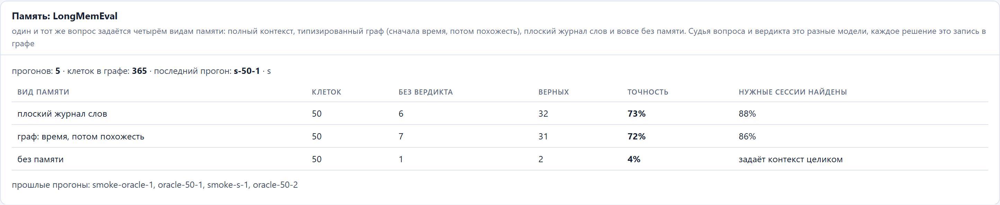 Память: LongMemEval
один и тот же вопрос задаётся четырём видам памяти: полный контекст, типизированный граф (сначала время, потом похожесть), плоский журнал слов и вовсе без памяти. Судья вопроса и вердикта это разные модели, каждое решение это запись в
графе
прогонов: 5 · клеток в графе: 365 · последний прогон: s-50-1 · s
ВИД ПАМЯТИ КЛЕТОК БЕЗ ВЕРДИКТА ВЕРНЫХ ТОЧНОСТЬ НУЖНЫЕ СЕССИИ НАЙДЕНЫ
плоский журнал слов 50 6 32 73% 88%
граф: время, потом похожесть 50 7 31 72% 86%
без памяти 50 1 2 4% задаёт контекст целиком
прошлые прогоны: smoke-oracle-1, oracle-50-1, smoke-s-1, oracle-50-2